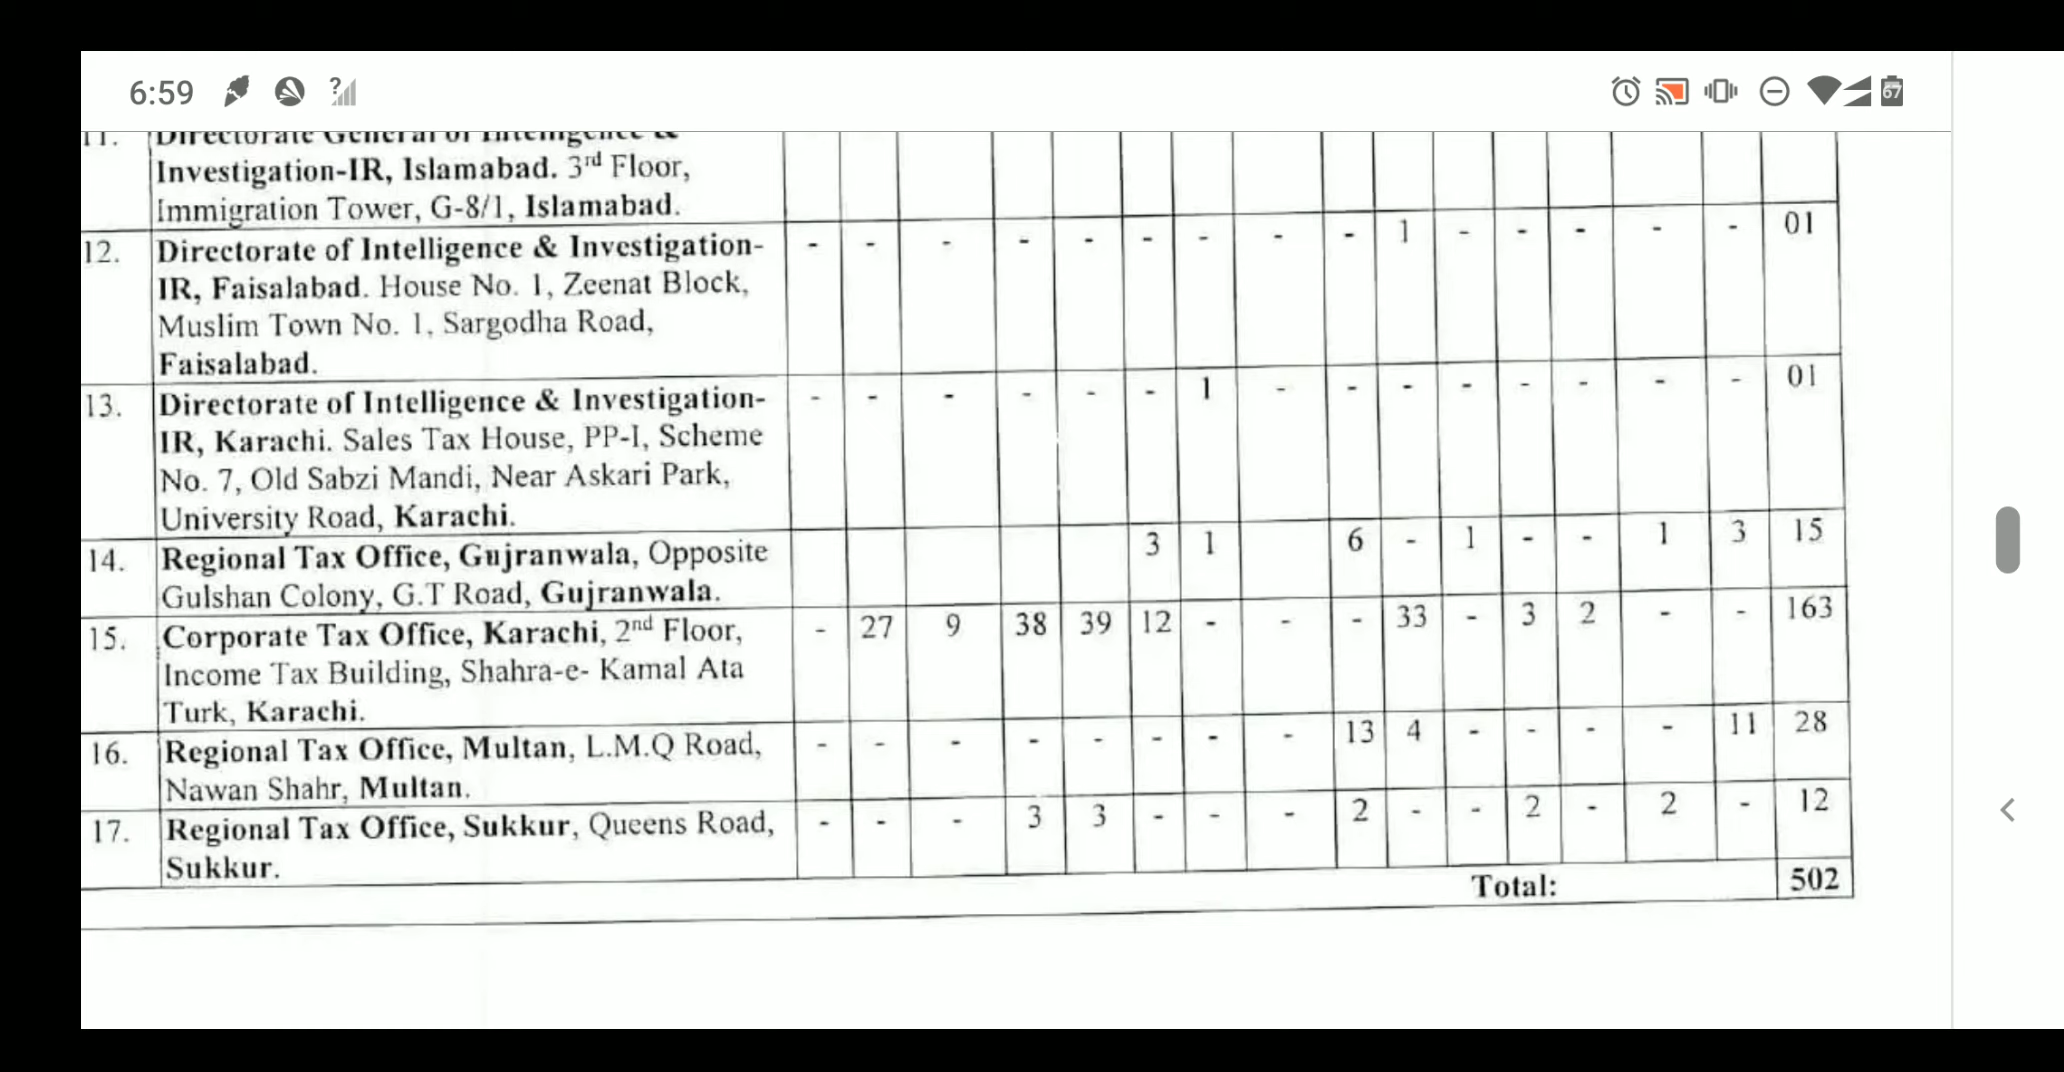 6:59
?
67
11. Directorate General of Intelligence &
Investigation-IR, Islamabad. 3rd Floor,
Immigration Tower, G-8/1, Islamabad.
12. Directorate of Intelligence & Investigation- - - - - - - - - - 1 - - - - - 01
IR, Faisalabad. House No. 1, Zeenat Block,
Muslim Town No. 1, Sargodha Road,
Faisalabad.
13. Directorate of Intelligence & Investigation- - - - - - - 1 - - - - - - - - 01
IR, Karachi. Sales Tax House, PP-I, Scheme
No. 7, Old Sabzi Mandi, Near Askari Park,
University Road, Karachi.
14. Regional Tax Office, Gujranwala, Opposite 3 1 6 - 1 - - 1 3 15
Gulshan Colony, G.T Road, Gujranwala.
15. Corporate Tax Office, Karachi, 2nd Floor, - 27 9 38 39 12 - - - 33 - 3 2 - - 163
Income Tax Building, Shahra-e- Kamal Ata
Turk, Karachi.
16. Regional Tax Office, Multan, L.M.Q Road, - - - - - - - - 13 4 - - - - 11 28
Nawan Shahr, Multan.
17. Regional Tax Office, Sukkur, Queens Road, - - - 3 3 - - - 2 - - 2 - 2 - 12
Sukkur.
Total: 502